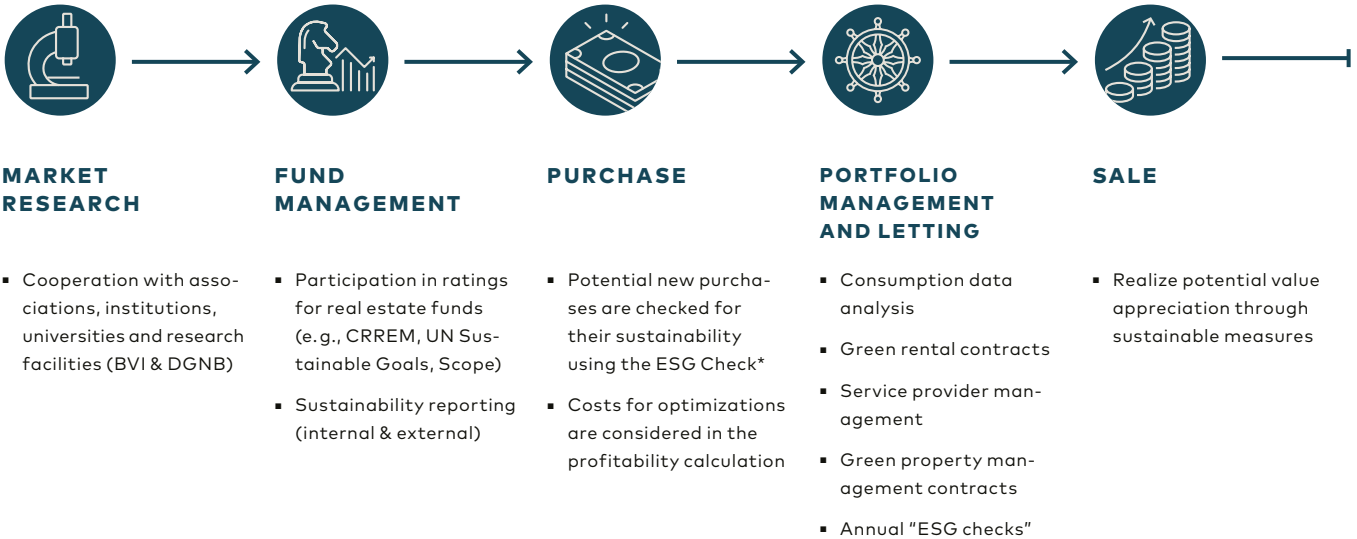 MARKET
RESEARCH
▪ Cooperation with asso-
ciations, institutions,
universities and research
facilities (BVI & DGNB)
FUND
MANAGEMENT
▪ Participation in ratings
for real estate funds
(e.g., CRREM, UN Sus-
tainable Goals, Scope)
▪ Sustainability reporting
(internal & external)
PURCHASE
▪ Potential new purcha-
ses are checked for
their sustainability
using the ESG Check*
▪ Costs for optimizations
are considered in the
profitability calculation
PORTFOLIO
MANAGEMENT
AND LETTING
▪ Consumption data
analysis
▪ Green rental contracts
▪ Service provider man-
agement
▪ Green property man-
agement contracts
▪ Annual “ESG checks”
SALE
▪ Realize potential value
appreciation through
sustainable measures